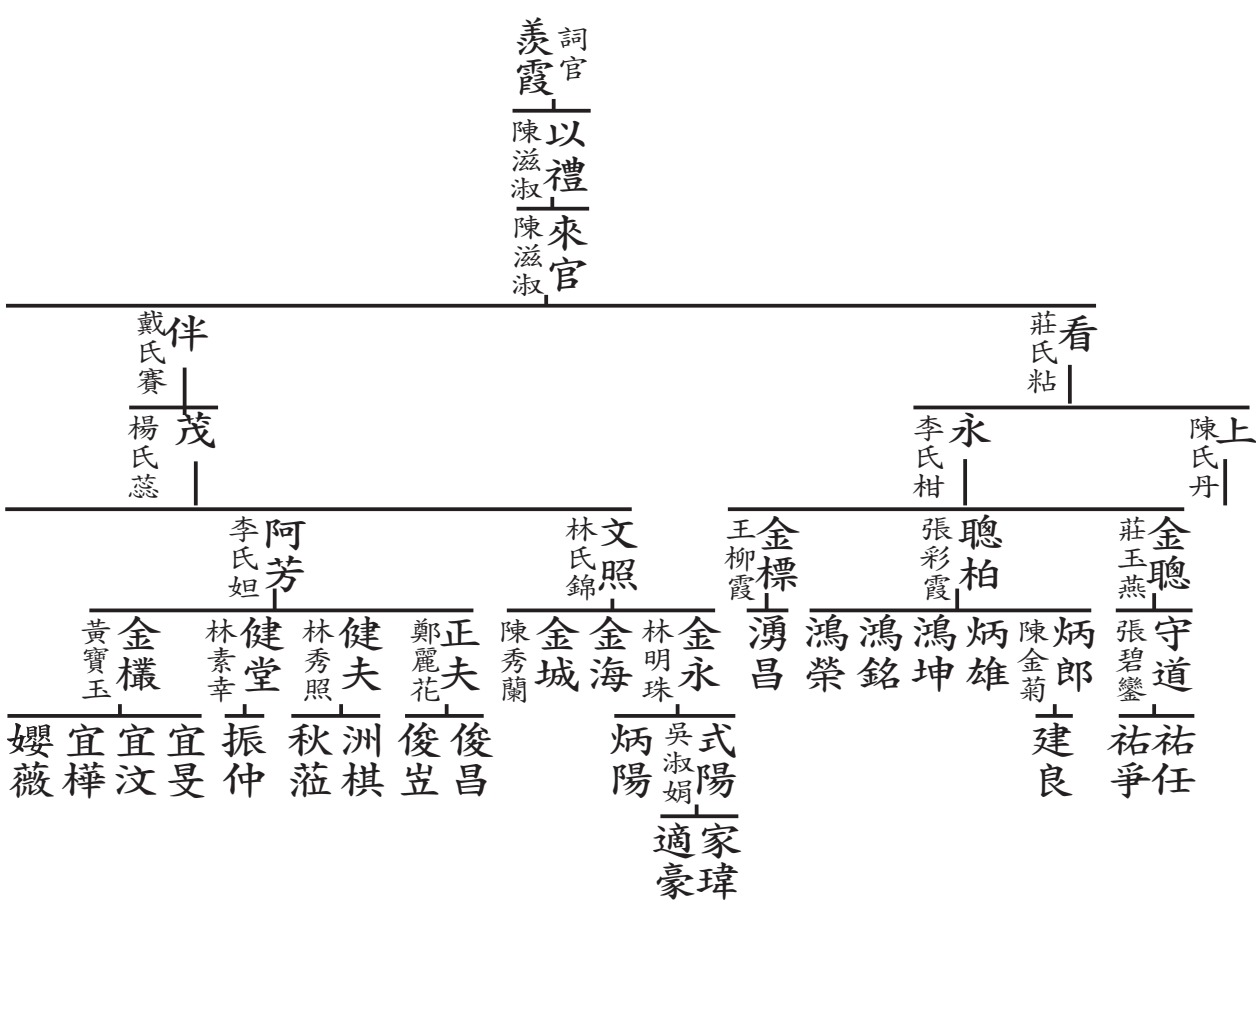 詞官
羨霞
以禮
陳滋淑
來官
陳滋淑
看
莊氏粘
伴
戴氏賽
上
陳氏丹
永
李氏柑
茂
楊氏蕊
金聰
莊玉燕
聰柏
張彩霞
金標
王柳霞
文照
林氏錦
阿芳
李氏妲
守道
張碧鑾
炳郎
陳金菊
炳雄
鴻坤
鴻銘
鴻榮
湧昌
金永
林明珠
金海
金城
陳秀蘭
正夫
鄭麗花
健夫
林秀照
健堂
林素幸
金欉
黃寶玉
祐任
祐爭
建良
式陽
吳淑娟
炳陽
俊昌
俊岦
洲棋
秋蒞
振仲
宜旻
宜汶
宜樺
嬰薇
家瑋
適豪